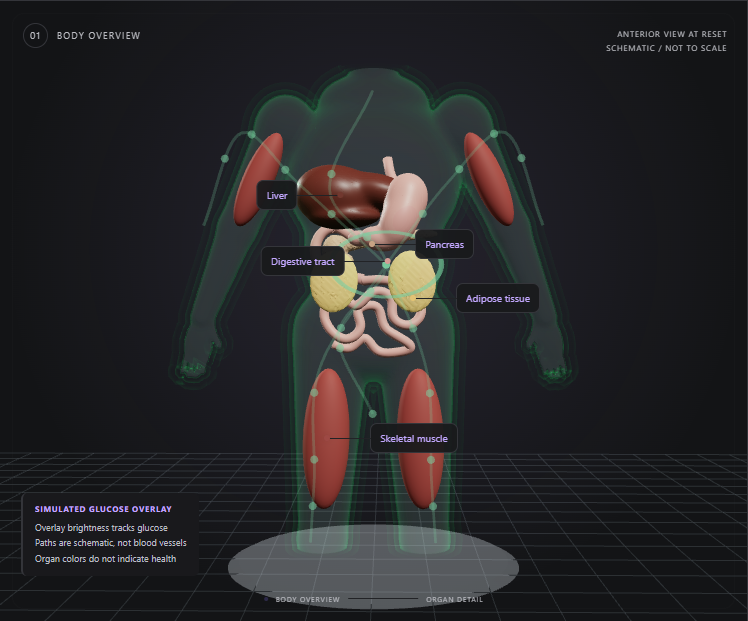 01 BODY OVERVIEW
ANTERIOR VIEW AT RESET
SCHEMATIC / NOT TO SCALE
Liver
Pancreas
Digestive tract
Adipose tissue
Skeletal muscle
SIMULATED GLUCOSE OVERLAY
Overlay brightness tracks glucose
Paths are schematic, not blood vessels
Organ colors do not indicate health
BODY OVERVIEW ORGAN DETAIL